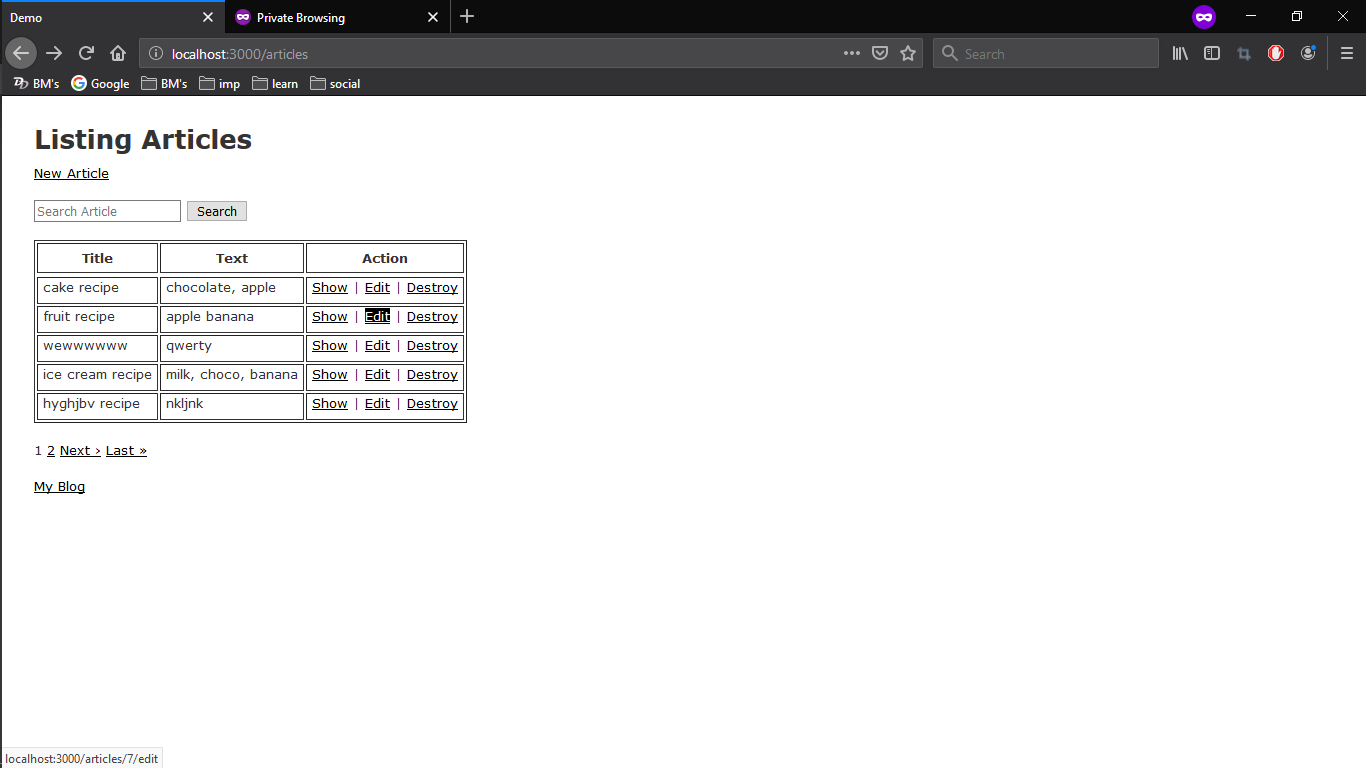 Demo Private Browsing
localhost:3000/articles Search
BM's Google BM's imp learn social
Listing Articles
New Article
Search Article Search
Title Text Action
cake recipe chocolate, apple Show | Edit | Destroy
fruit recipe apple banana Show | Edit | Destroy
wewwwwww qwerty Show | Edit | Destroy
ice cream recipe milk, choco, banana Show | Edit | Destroy
hyghjbv recipe nkljnk Show | Edit | Destroy
1 2 Next › Last »
My Blog
localhost:3000/articles/7/edit